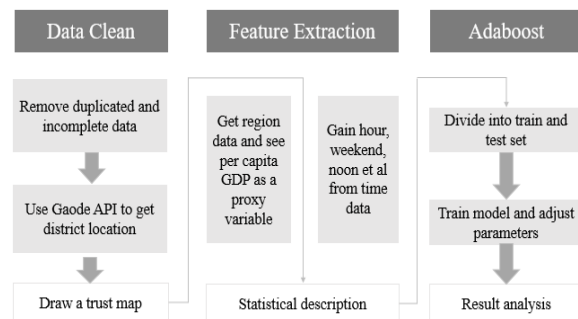 Data Clean
Feature Extraction
Adaboost
Remove duplicated and
incomplete data
Use Gaode API to get
district location
Draw a trust map
Get region
data and see
per capita
GDP as a
proxy
variable
Gain hour,
weekend,
noon et al
from time
data
Statistical description
Divide into train and
test set
Train model and adjust
parameters
Result analysis